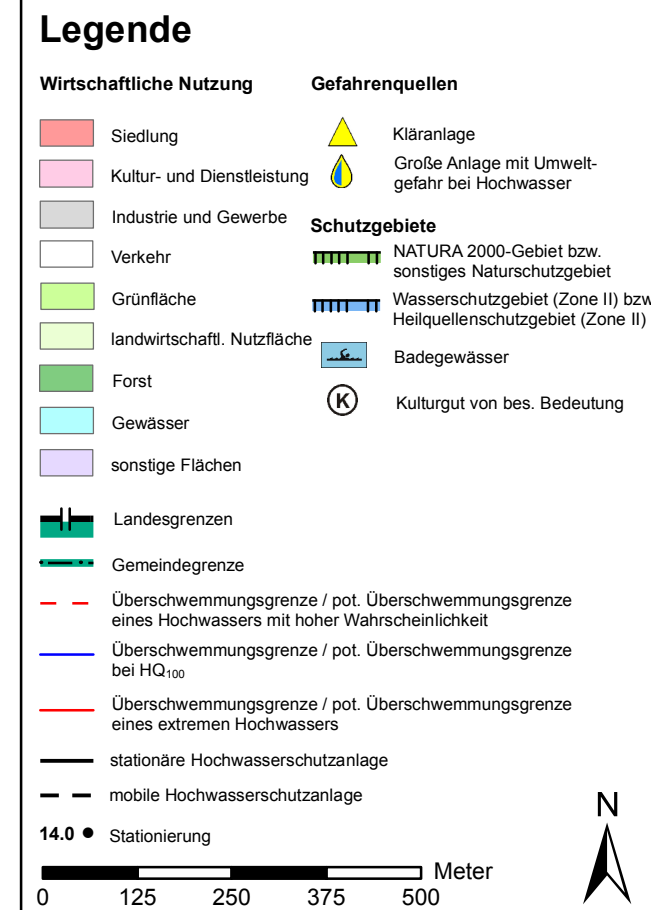 Legende
Wirtschaftliche Nutzung
Siedlung
Kultur- und Dienstleistung
Industrie und Gewerbe
Verkehr
Grünfläche
landwirtschaftl. Nutzfläche
Forst
Gewässer
sonstige Flächen
Gefahrenquellen
Kläranlage
Große Anlage mit Umwelt-
gefahr bei Hochwasser
Schutzgebiete
NATURA 2000-Gebiet bzw.
sonstiges Naturschutzgebiet
Wasserschutzgebiet (Zone II) bzw
Heilquellenschutzgebiet (Zone II)
Badegewässer
K Kulturgut von bes. Bedeutung
Landesgrenzen
Gemeindegrenze
Überschwemmungsgrenze / pot. Überschwemmungsgrenze
eines Hochwassers mit hoher Wahrscheinlichkeit
Überschwemmungsgrenze / pot. Überschwemmungsgrenze
bei HQ₁₀₀
Überschwemmungsgrenze / pot. Überschwemmungsgrenze
eines extremen Hochwassers
stationäre Hochwasserschutzanlage
mobile Hochwasserschutzanlage
14.0 ● Stationierung
Meter
0 125 250 375 500
N